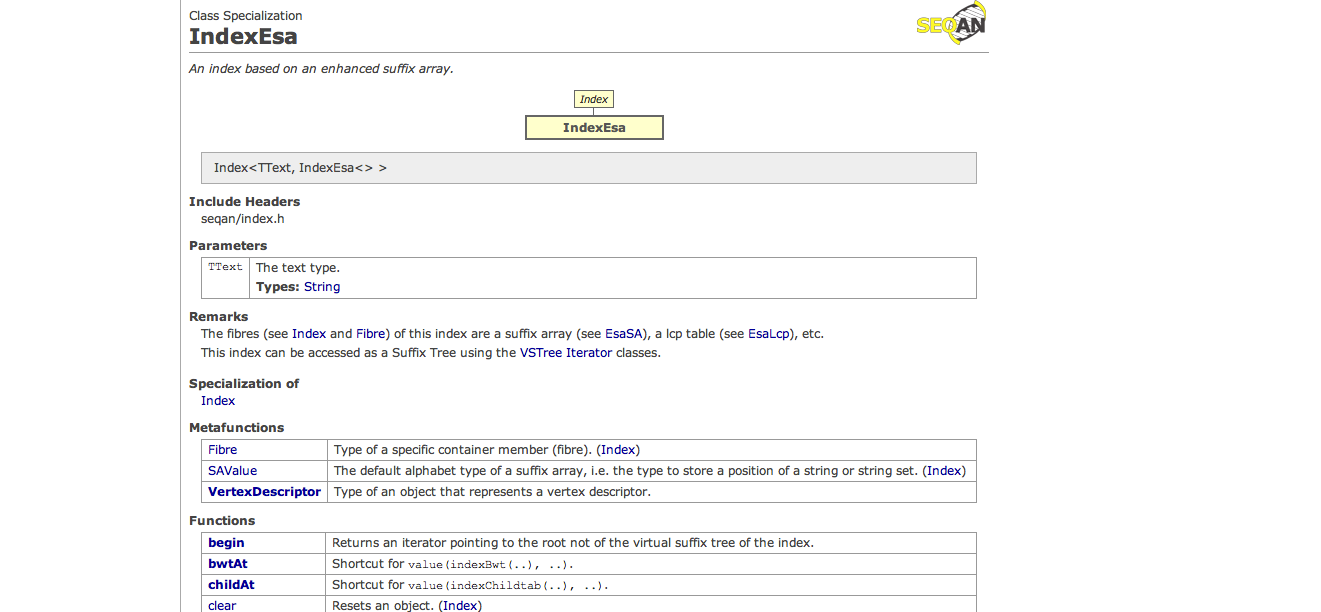 Class Specialization
SEQAN
IndexEsa
An index based on an enhanced suffix array.
Index
IndexEsa
Index<TText, IndexEsa<> >
Include Headers
seqan/index.h
Parameters
TText The text type.
Types: String
Remarks
The fibres (see Index and Fibre) of this index are a suffix array (see EsaSA), a lcp table (see EsaLcp), etc.
This index can be accessed as a Suffix Tree using the VSTree Iterator classes.
Specialization of
Index
Metafunctions
Fibre Type of a specific container member (fibre). (Index)
SAValue The default alphabet type of a suffix array, i.e. the type to store a position of a string or string set. (Index)
VertexDescriptor Type of an object that represents a vertex descriptor.
Functions
begin Returns an iterator pointing to the root not of the virtual suffix tree of the index.
bwtAt Shortcut for value(indexBwt(..), ..).
childAt Shortcut for value(indexChildtab(..), ..).
clear Resets an object. (Index)